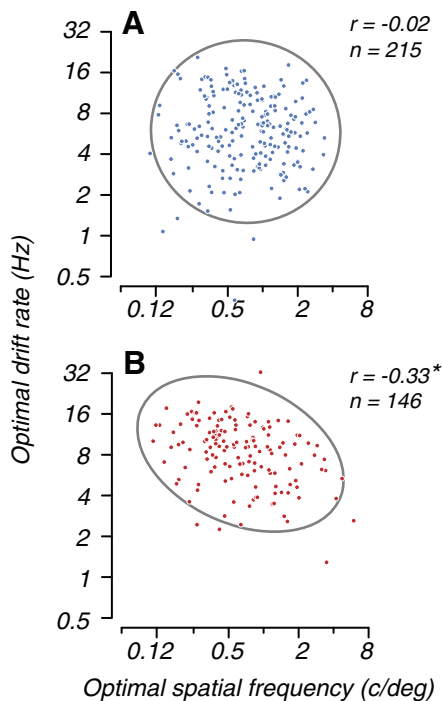 A
r = -0.02
n = 215
32
16
8
4
2
1
0.5
0.12
0.5
2
8
Optimal drift rate (Hz)
B
r = -0.33*
n = 146
32
16
8
4
2
1
0.5
0.12
0.5
2
8
Optimal spatial frequency (c/deg)